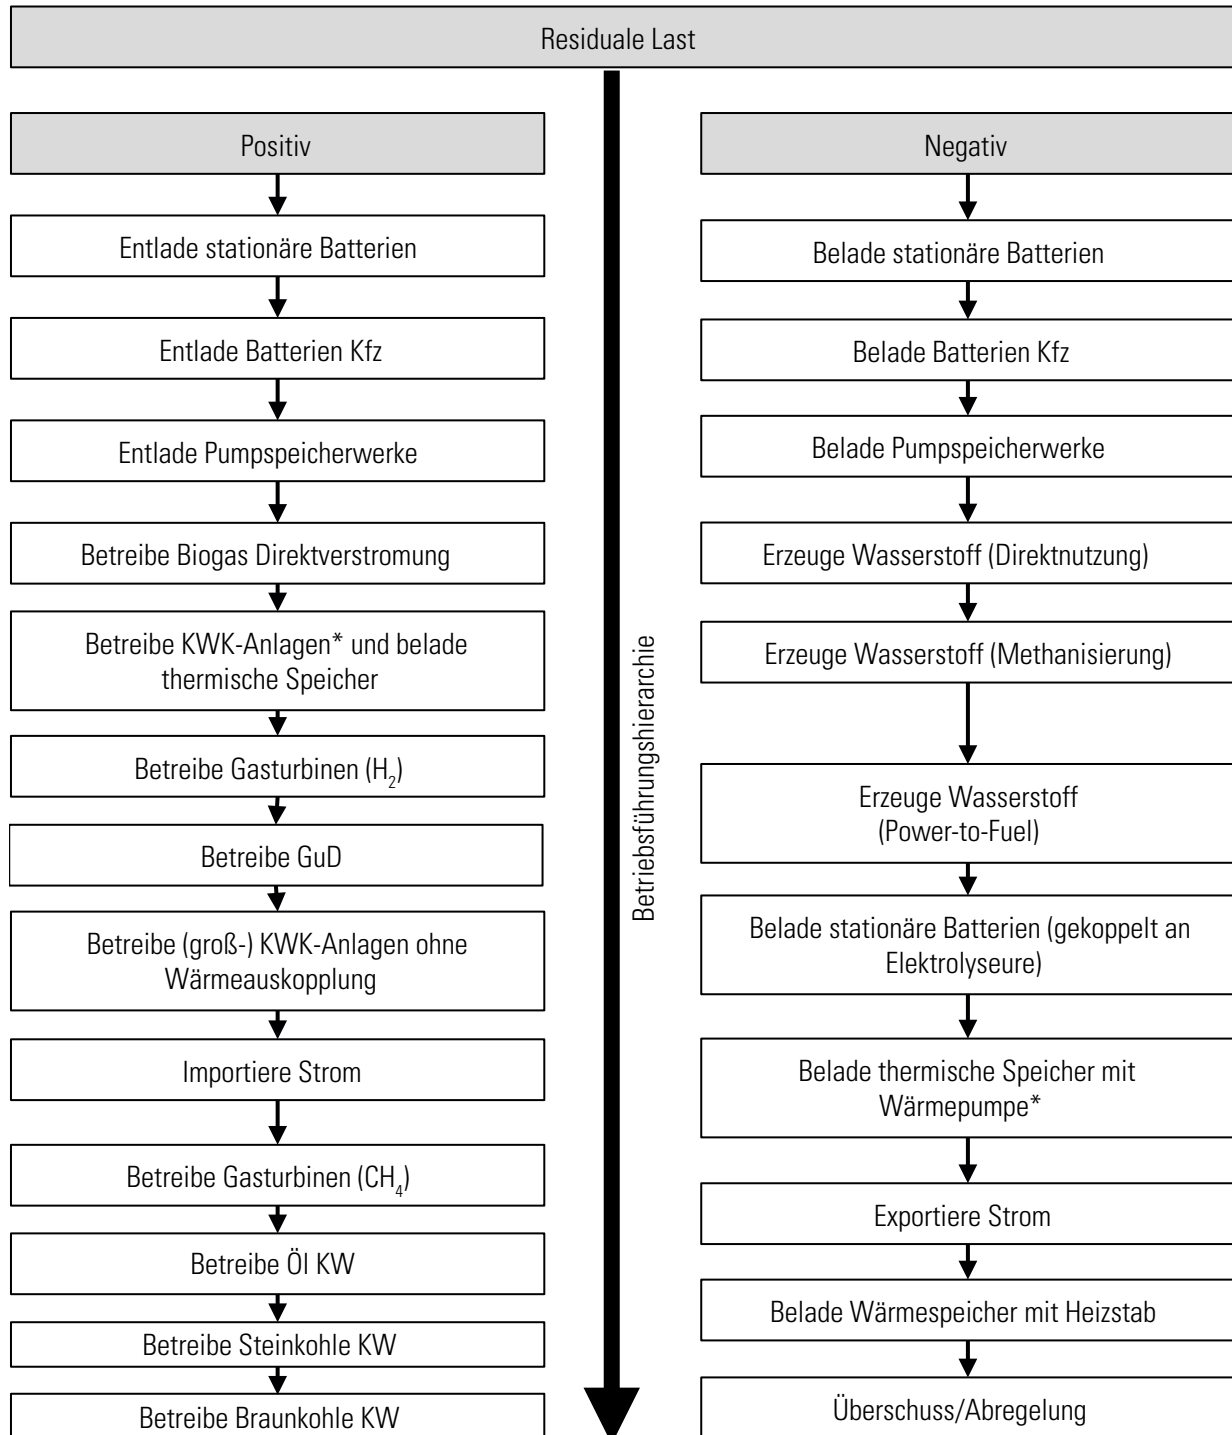 Residuale Last
Positiv
Entlade stationäre Batterien
Entlade Batterien Kfz
Entlade Pumpspeicherwerke
Betreibe Biogas Direktverstromung
Betreibe KWK-Anlagen* und belade
thermische Speicher
Betreibe Gasturbinen (H₂)
Betreibe GuD
Betreibe (groß-) KWK-Anlagen ohne
Wärmeauskopplung
Importiere Strom
Betreibe Gasturbinen (CH₄)
Betreibe Öl KW
Betreibe Steinkohle KW
Betreibe Braunkohle KW
Betriebsführungshierarchie
Negativ
Belade stationäre Batterien
Belade Batterien Kfz
Belade Pumpspeicherwerke
Erzeuge Wasserstoff (Direktnutzung)
Erzeuge Wasserstoff (Methanisierung)
Erzeuge Wasserstoff
(Power-to-Fuel)
Belade stationäre Batterien (gekoppelt an
Elektrolyseure)
Belade thermische Speicher mit
Wärmepumpe*
Exportiere Strom
Belade Wärmespeicher mit Heizstab
Überschuss/Abregelung